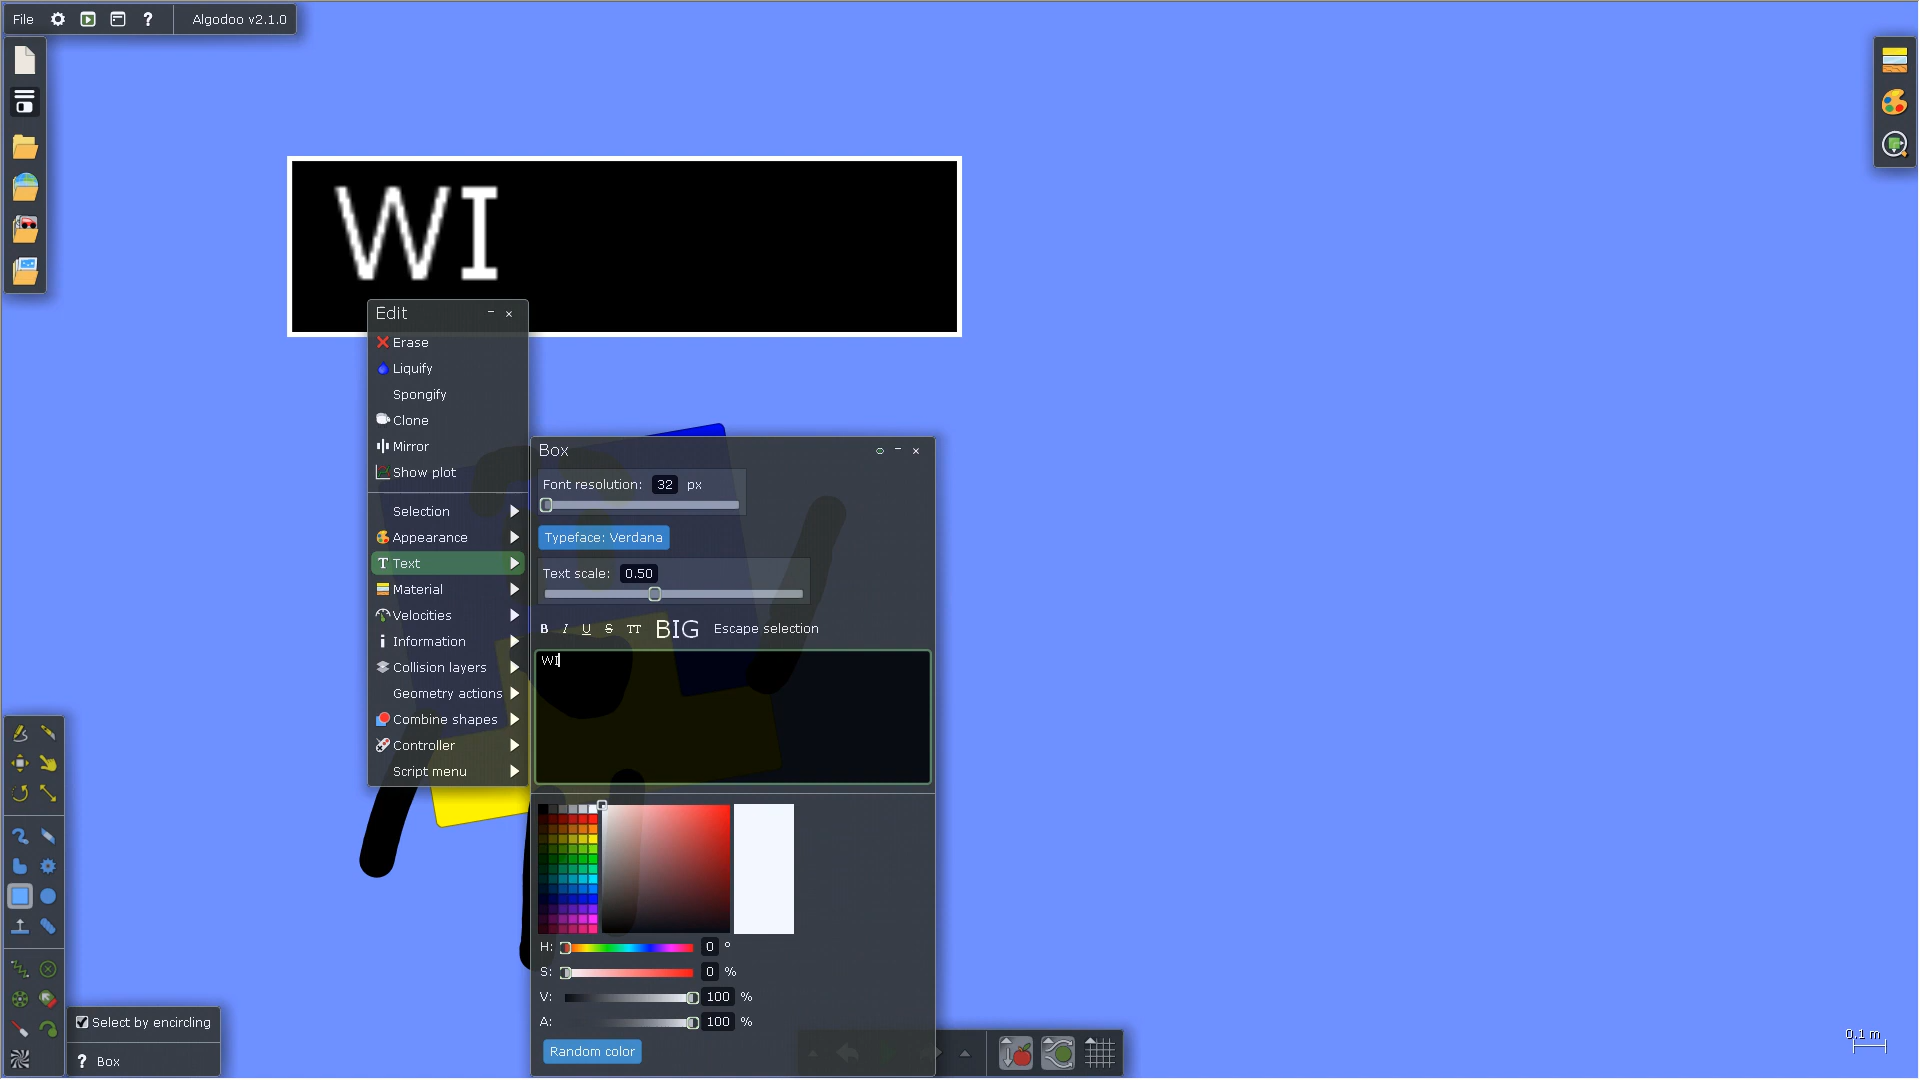 File ? Algodoo v2.1.0
WI
Edit
Erase
Liquify
Spongify
Clone
Mirror
Show plot
Selection
Appearance
T Text
Material
Velocities
Information
Collision layers
Geometry actions
Combine shapes
Controller
Script menu
Box
Font resolution: 32 px
Typeface: Verdana
Text scale: 0.50
B I U S TT BIG Escape selection
WI
H: 0 °
S: 0 %
V: 100 %
A: 100 %
Random color
Select by encircling
? Box
0.1 m